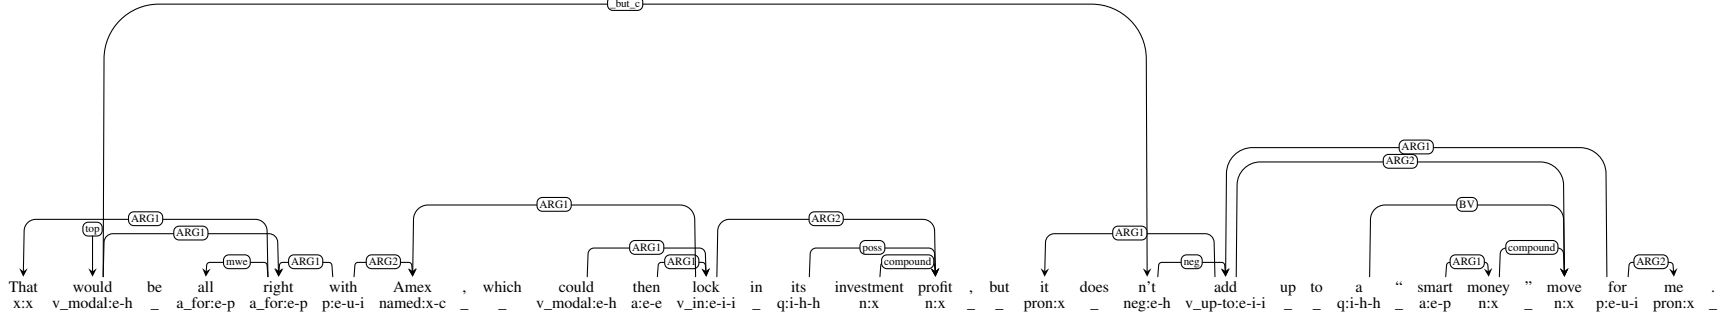 _but_c
ARG1
ARG2
BV
ARG1
ARG1 ARG2
top ARG1 ARG1
ARG1 poss compound
mwe ARG1 ARG2 ARG1 compound neg ARG1 ARG2
That would be all right with Amex , which could then lock in its investment profit , but it does n't add up to a “ smart money ” move for me .
x:x v_modal:e-h _ a_for:e-p a_for:e-p p:e-u-i named:x-c _ _ v_modal:e-h a:e-e v_in:e-i-i _ q:i-h-h n:x n:x _ _ pron:x _ neg:e-h v_up-to:e-i-i _ _ q:i-h-h _ a:e-p n:x _ n:x p:e-u-i pron:x _